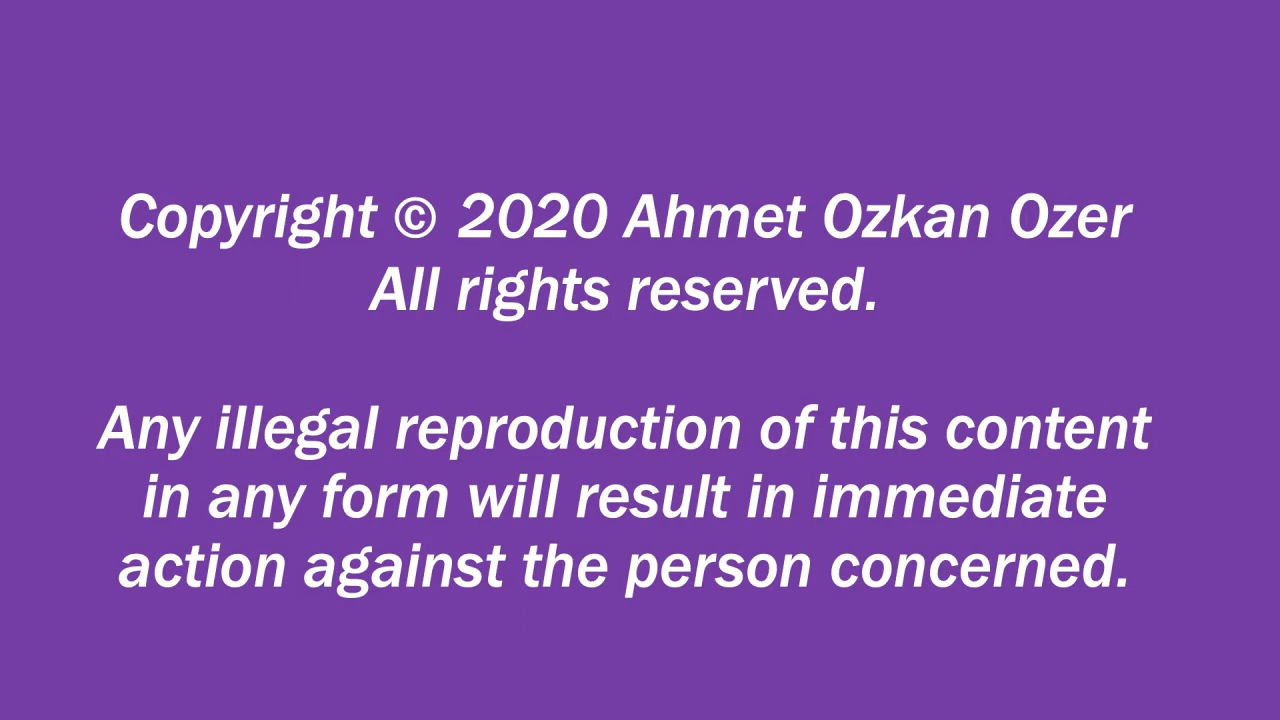 Copyright © 2020 Ahmet Ozkan Ozer
All rights reserved.
Any illegal reproduction of this content
in any form will result in immediate
action against the person concerned.